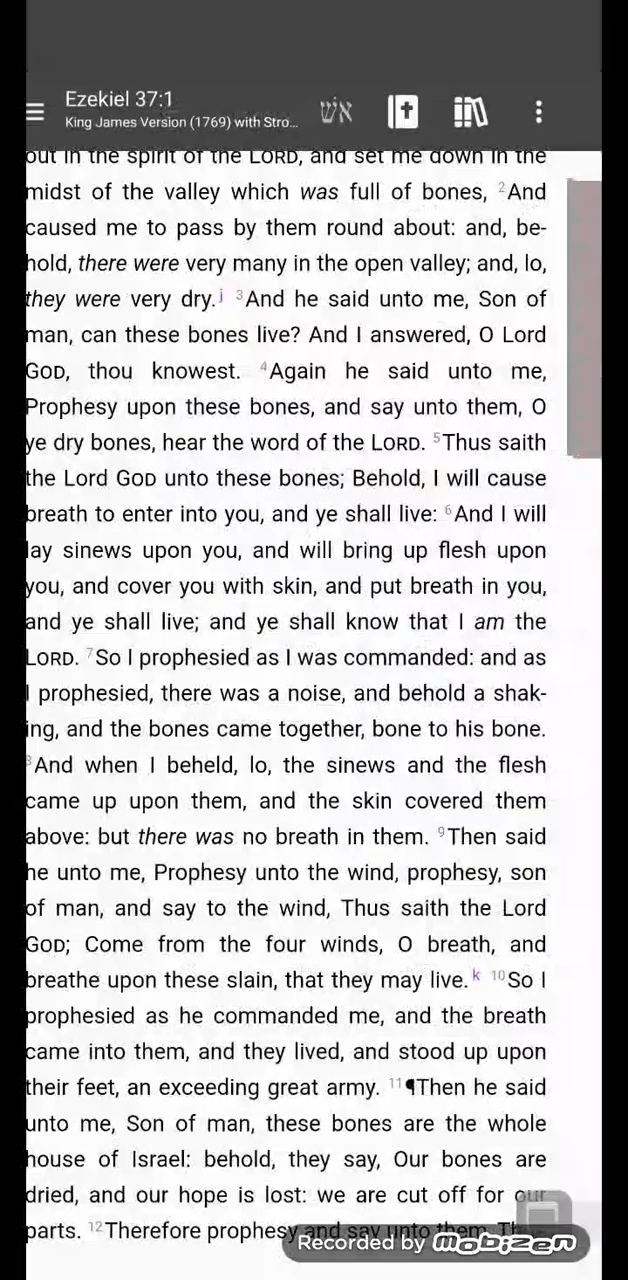 Ezekiel 37:1
King James Version (1769) with Stro...
אש
out in the spirit of the LORD, and set me down in the
midst of the valley which was full of bones, 2And
caused me to pass by them round about: and, be-
hold, there were very many in the open valley; and, lo,
they were very dry.j 3And he said unto me, Son of
man, can these bones live? And I answered, O Lord
GOD, thou knowest. 4Again he said unto me,
Prophesy upon these bones, and say unto them, O
ye dry bones, hear the word of the LORD. 5Thus saith
the Lord GOD unto these bones; Behold, I will cause
breath to enter into you, and ye shall live: 6And I will
lay sinews upon you, and will bring up flesh upon
you, and cover you with skin, and put breath in you,
and ye shall live; and ye shall know that I am the
LORD. 7So I prophesied as I was commanded: and as
I prophesied, there was a noise, and behold a shak-
ing, and the bones came together, bone to his bone.
8And when I beheld, lo, the sinews and the flesh
came up upon them, and the skin covered them
above: but there was no breath in them. 9Then said
he unto me, Prophesy unto the wind, prophesy, son
of man, and say to the wind, Thus saith the Lord
GOD; Come from the four winds, O breath, and
breathe upon these slain, that they may live.k 10So I
prophesied as he commanded me, and the breath
came into them, and they lived, and stood up upon
their feet, an exceeding great army. 11¶Then he said
unto me, Son of man, these bones are the whole
house of Israel: behold, they say, Our bones are
dried, and our hope is lost: we are cut off for our
parts. 12Therefore prophesy and say unto them,
Recorded by mobizen